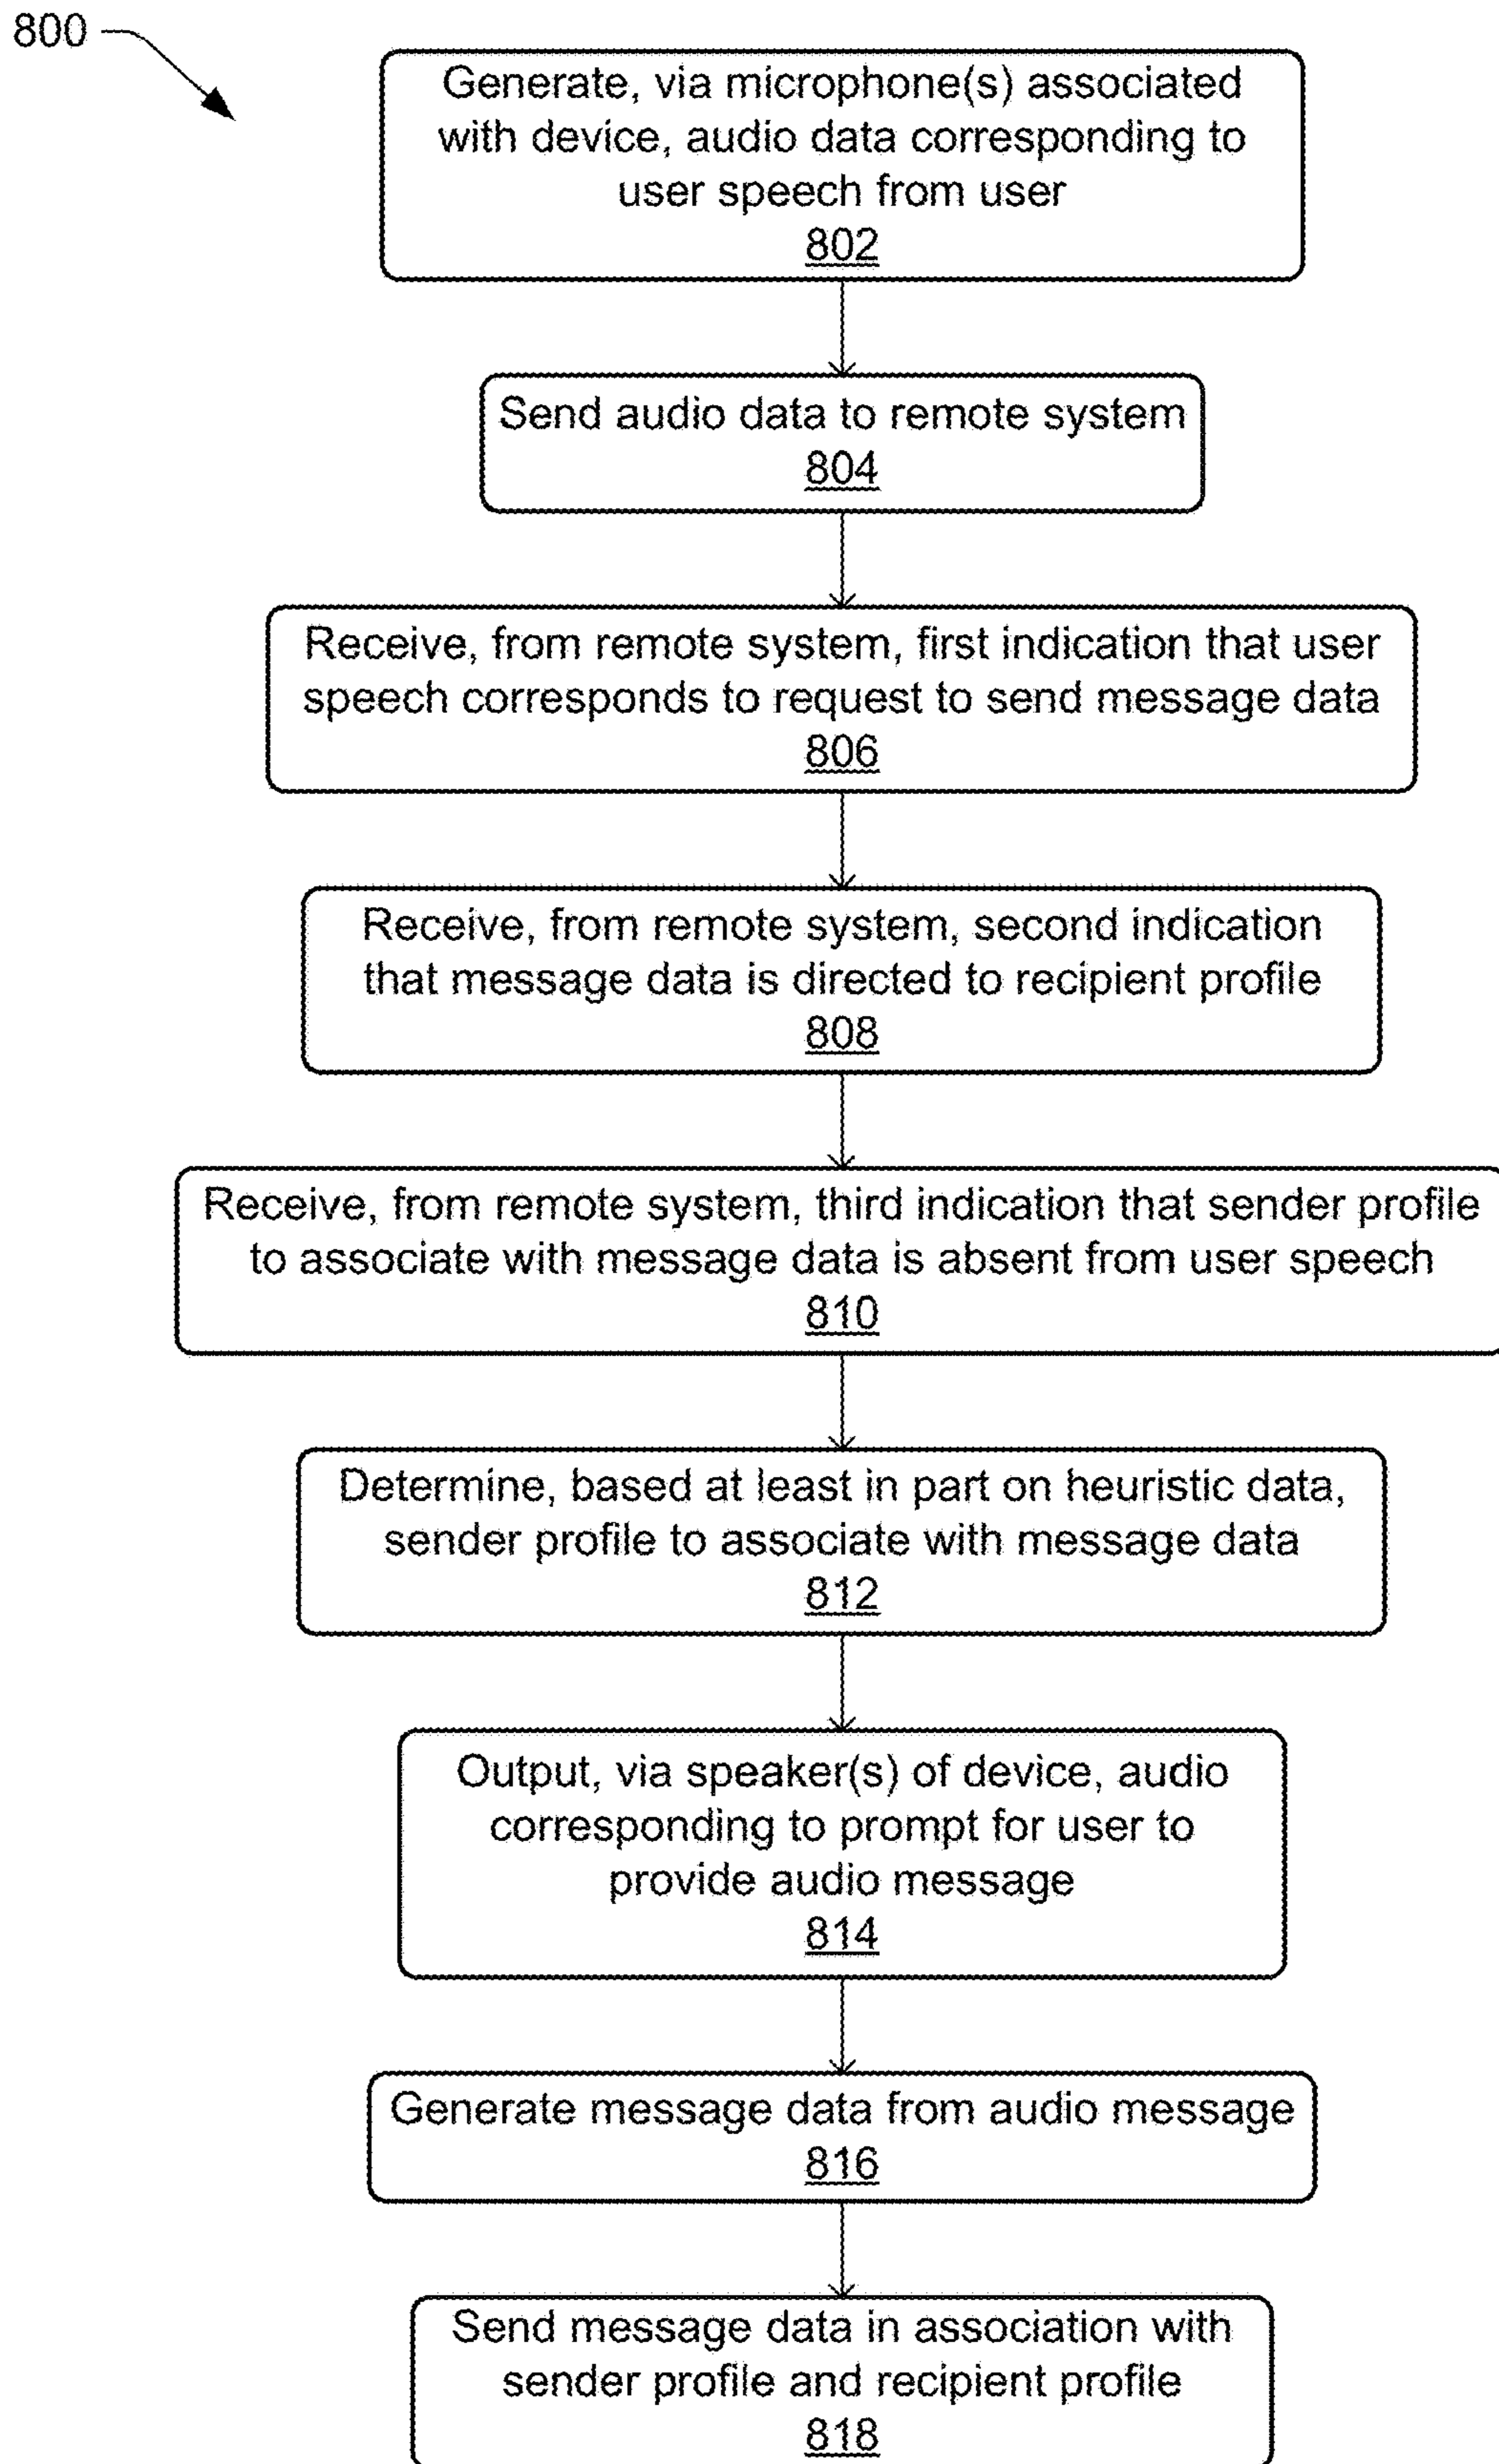 800
Generate, via microphone(s) associated
with device, audio data corresponding to
user speech from user
802
Send audio data to remote system
804
Receive, from remote system, first indication that user
speech corresponds to request to send message data
806
Receive, from remote system, second indication
that message data is directed to recipient profile
808
Receive, from remote system, third indication that sender profile
to associate with message data is absent from user speech
810
Determine, based at least in part on heuristic data,
sender profile to associate with message data
812
Output, via speaker(s) of device, audio
corresponding to prompt for user to
provide audio message
814
Generate message data from audio message
816
Send message data in association with
sender profile and recipient profile
818